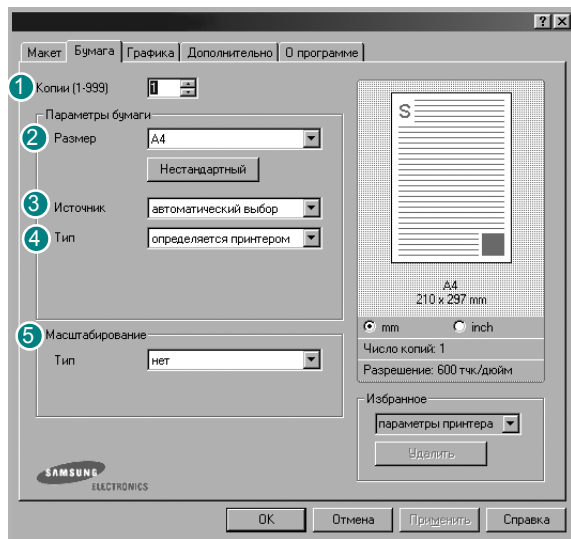 ? ×
Макет Бумага Графика Дополнительно О программе
1 Копии (1-999) 1
Параметры бумаги
2 Размер A4
Нестандартный
3 Источник автоматический выбор
4 Тип определяется принтером
5 Масштабирование
Тип нет
S
A4
210 x 297 mm
mm inch
Число копий: 1
Разрешение: 600 тчк/дюйм
Избранное
параметры принтера
Удалить
SAMSUNG
ELECTRONICS
OK Отмена Применить Справка